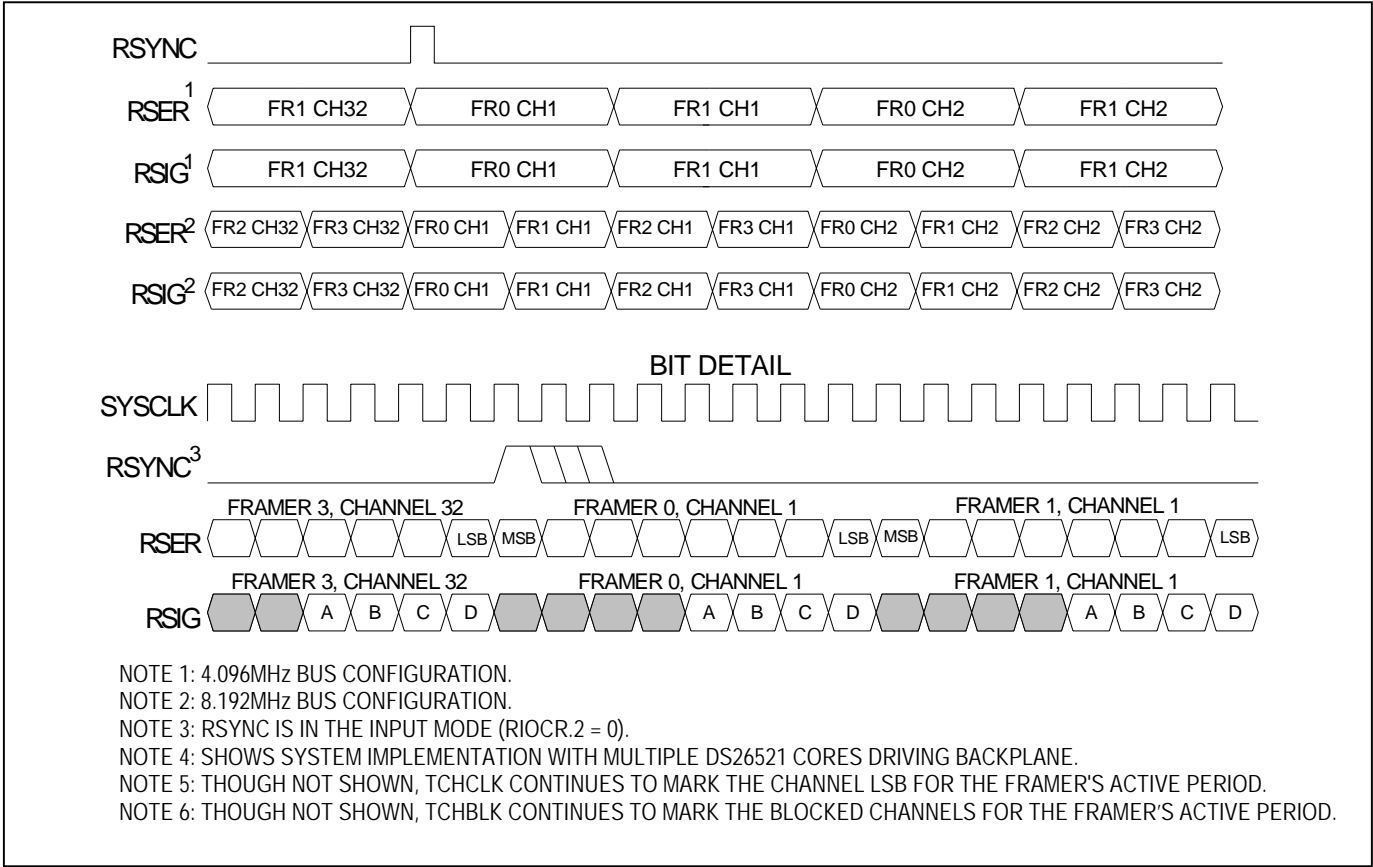 RSYNC
RSER1 FR1 CH32 FR0 CH1 FR1 CH1 FR0 CH2 FR1 CH2
RSIG1 FR1 CH32 FR0 CH1 FR1 CH1 FR0 CH2 FR1 CH2
RSER2 FR2 CH32 FR3 CH32 FR0 CH1 FR1 CH1 FR2 CH1 FR3 CH1 FR0 CH2 FR1 CH2 FR2 CH2 FR3 CH2
RSIG2 FR2 CH32 FR3 CH32 FR0 CH1 FR1 CH1 FR2 CH1 FR3 CH1 FR0 CH2 FR1 CH2 FR2 CH2 FR3 CH2
BIT DETAIL
SYSCLK
RSYNC3
FRAMER 3, CHANNEL 32 FRAMER 0, CHANNEL 1 FRAMER 1, CHANNEL 1
RSER LSB MSB LSB MSB LSB
FRAMER 3, CHANNEL 32 FRAMER 0, CHANNEL 1 FRAMER 1, CHANNEL 1
RSIG A B C D A B C D A B C D
NOTE 1: 4.096MHz BUS CONFIGURATION.
NOTE 2: 8.192MHz BUS CONFIGURATION.
NOTE 3: RSYNC IS IN THE INPUT MODE (RIOCR.2 = 0).
NOTE 4: SHOWS SYSTEM IMPLEMENTATION WITH MULTIPLE DS26521 CORES DRIVING BACKPLANE.
NOTE 5: THOUGH NOT SHOWN, TCHCLK CONTINUES TO MARK THE CHANNEL LSB FOR THE FRAMER'S ACTIVE PERIOD.
NOTE 6: THOUGH NOT SHOWN, TCHBLK CONTINUES TO MARK THE BLOCKED CHANNELS FOR THE FRAMER’S ACTIVE PERIOD.